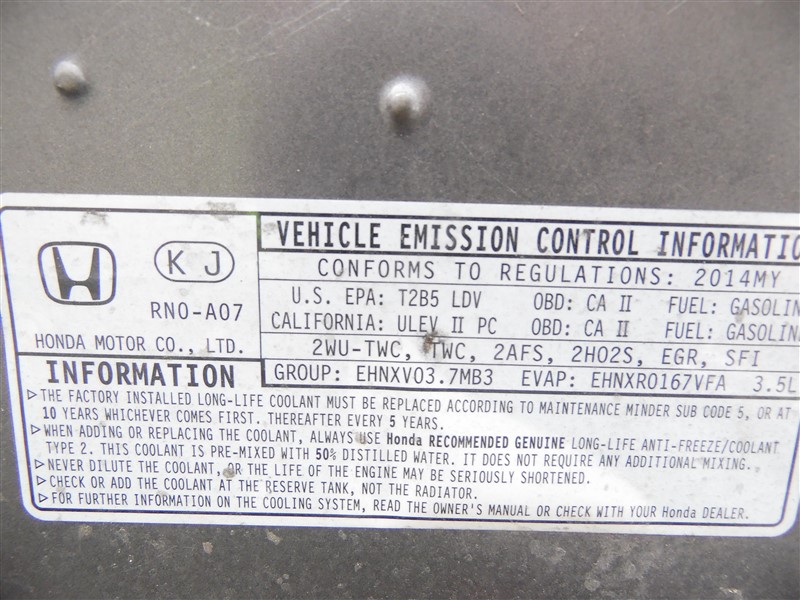 VEHICLE EMISSION CONTROL INFORMATIO
K J
CONFORMS TO REGULATIONS: 2014MY
RN0-A07
U.S. EPA: T2B5 LDV OBD: CA II FUEL: GASOLIN
CALIFORNIA: ULEV II PC OBD: CA II FUEL: GASOLINE
HONDA MOTOR CO., LTD.
2WU-TWC, TWC, 2AFS, 2HO2S, EGR, SFI
GROUP: EHNXV03.7MB3 EVAP: EHNXR0167VFA 3.5L
INFORMATION
▷THE FACTORY INSTALLED LONG-LIFE COOLANT MUST BE REPLACED ACCORDING TO MAINTENANCE MINDER SUB CODE 5, OR AT
10 YEARS WHICHEVER COMES FIRST. THEREAFTER EVERY 5 YEARS.
▷WHEN ADDING OR REPLACING THE COOLANT, ALWAYS USE Honda RECOMMENDED GENUINE LONG-LIFE ANTI-FREEZE/COOLANT
TYPE 2. THIS COOLANT IS PRE-MIXED WITH 50% DISTILLED WATER. IT DOES NOT REQUIRE ANY ADDITIONAL MIXING.
▷NEVER DILUTE THE COOLANT, OR THE LIFE OF THE ENGINE MAY BE SERIOUSLY SHORTENED.
▷CHECK OR ADD THE COOLANT AT THE RESERVE TANK, NOT THE RADIATOR.
▷FOR FURTHER INFORMATION ON THE COOLING SYSTEM, READ THE OWNER'S MANUAL OR CHECK WITH YOUR Honda DEALER.